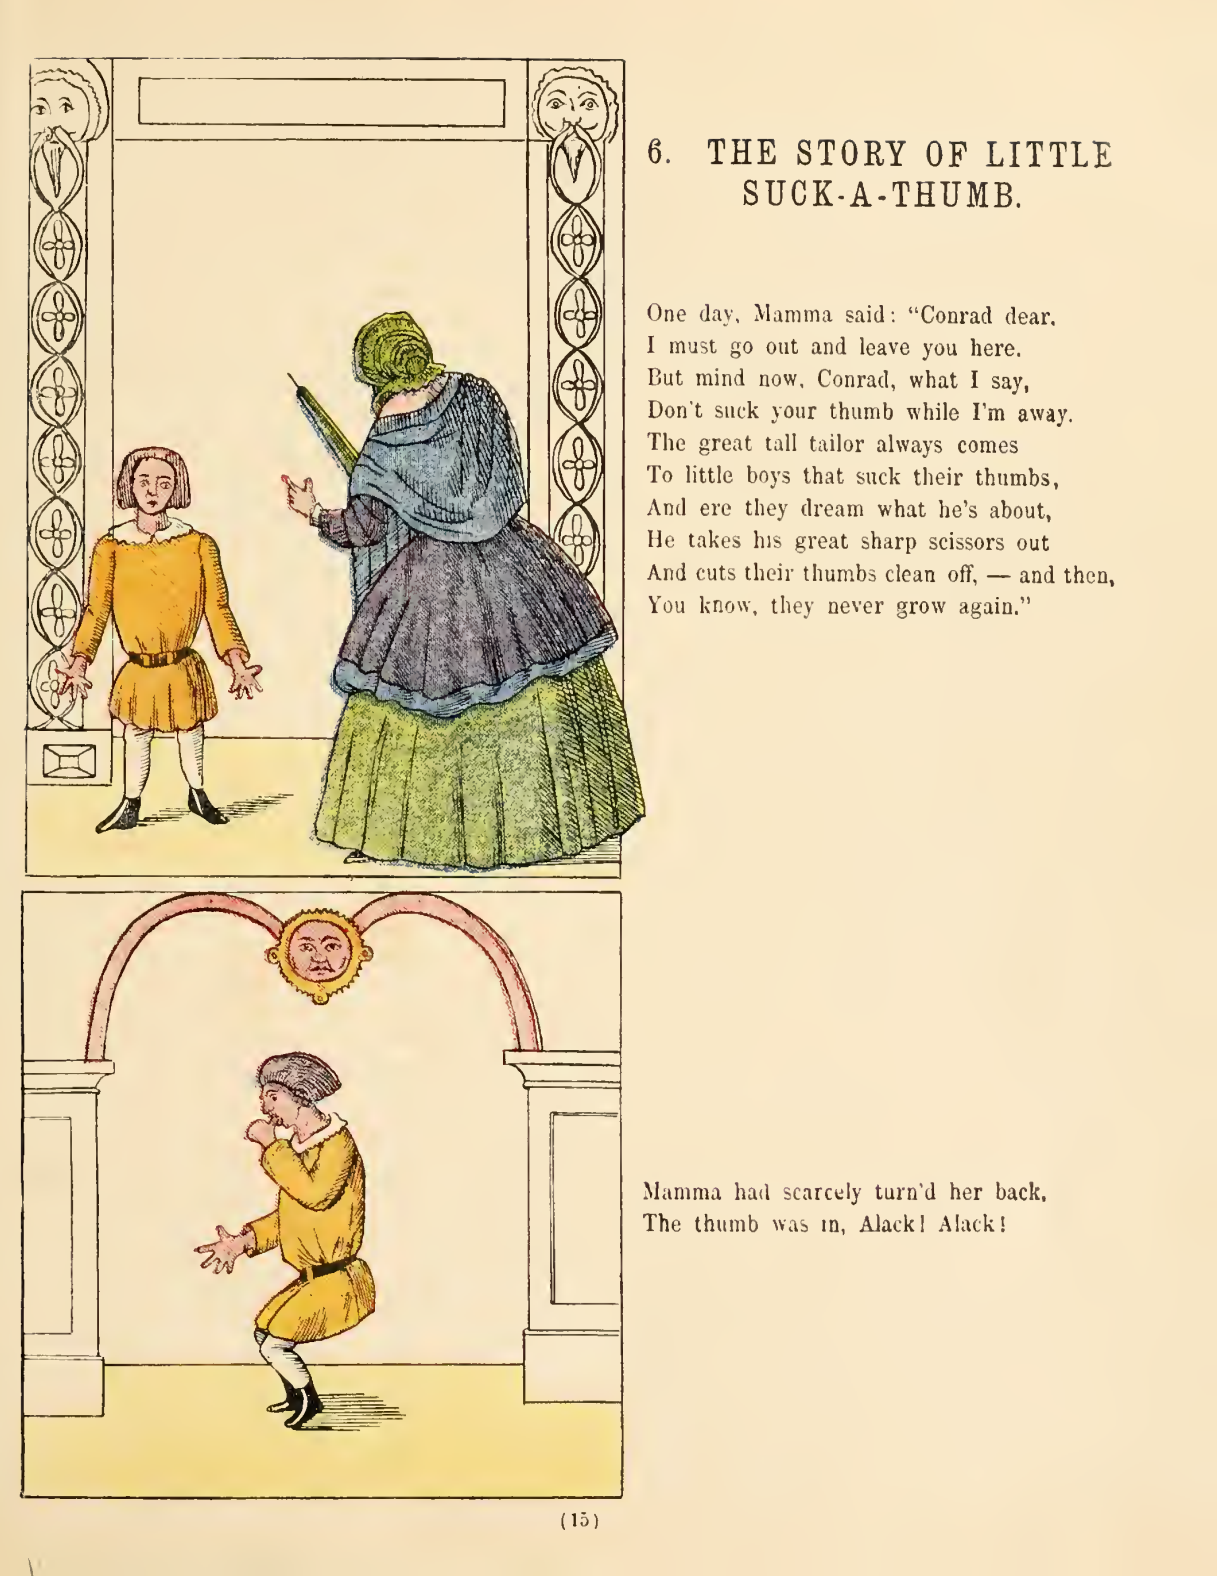 6. THE STORY OF LITTLE
SUCK-A-THUMB.
One day, Mamma said: “Conrad dear,
I must go out and leave you here.
But mind now, Conrad, what I say,
Don't suck your thumb while I'm away.
The great tall tailor always comes
To little boys that suck their thumbs,
And ere they dream what he's about,
He takes his great sharp scissors out
And cuts their thumbs clean off, — and then,
You know, they never grow again.”
Mamma had scarcely turn'd her back,
The thumb was in, Alack! Alack!
(15)